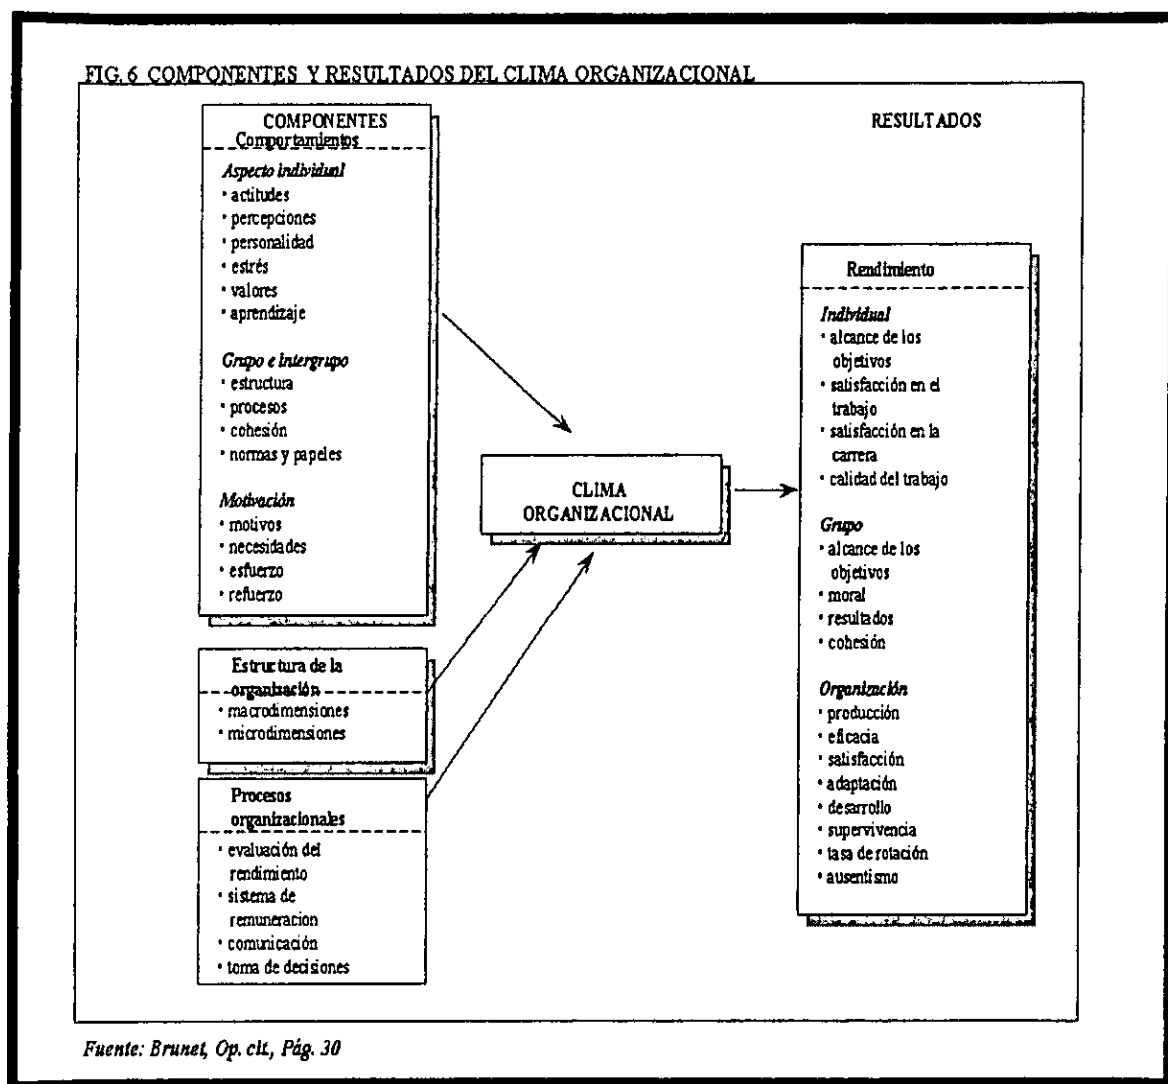 FIG. 6 COMPONENTES Y RESULTADOS DEL CLIMA ORGANIZACIONAL
COMPONENTES
Comportamientos
Aspecto individual
• actitudes
• percepciones
• personalidad
• estrés
• valores
• aprendizaje
Grupo e intergrupo
• estructura
• procesos
• cohesión
• normas y papeles
Motivación
• motivos
• necesidades
• esfuerzo
• refuerzo
Estructura de la
organización
• macrodimensiones
• microdimensiones
Procesos
organizacionales
• evaluación del
rendimiento
• sistema de
remuneracion
• comunicación
• toma de decisiones
CLIMA
ORGANIZACIONAL
RESULTADOS
Rendimiento
Individual
• alcance de los
objetivos
• satisfacción en el
trabajo
• satisfacción en la
carrera
• calidad del trabajo
Grupo
• alcance de los
objetivos
• moral
• resultados
• cohesión
Organización
• producción
• eficacia
• satisfacción
• adaptación
• desarrollo
• supervivencia
• tasa de rotación
• ausentismo
Fuente: Brunet, Op. cit., Pág. 30